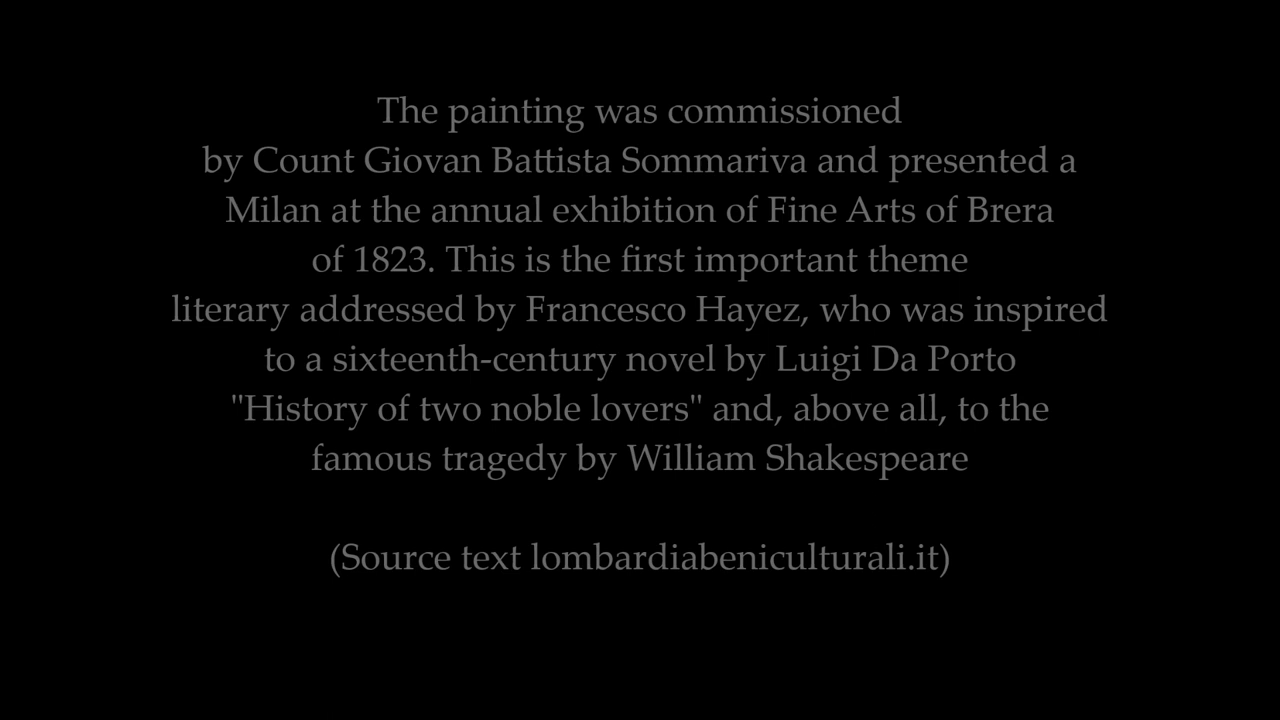 The painting was commissioned
by Count Giovan Battista Sommariva and presented a
Milan at the annual exhibition of Fine Arts of Brera
of 1823. This is the first important theme
literary addressed by Francesco Hayez, who was inspired
to a sixteenth-century novel by Luigi Da Porto
"History of two noble lovers" and, above all, to the
famous tragedy by William Shakespeare
(Source text lombardiabeniculturali.it)